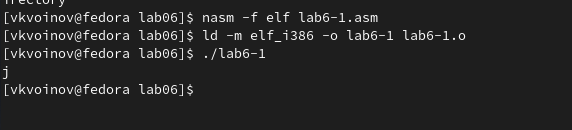 [vkvoinov@fedora lab06]$ nasm -f elf lab6-1.asm
[vkvoinov@fedora lab06]$ ld -m elf_i386 -o lab6-1 lab6-1.o
[vkvoinov@fedora lab06]$ ./lab6-1
j
[vkvoinov@fedora lab06]$